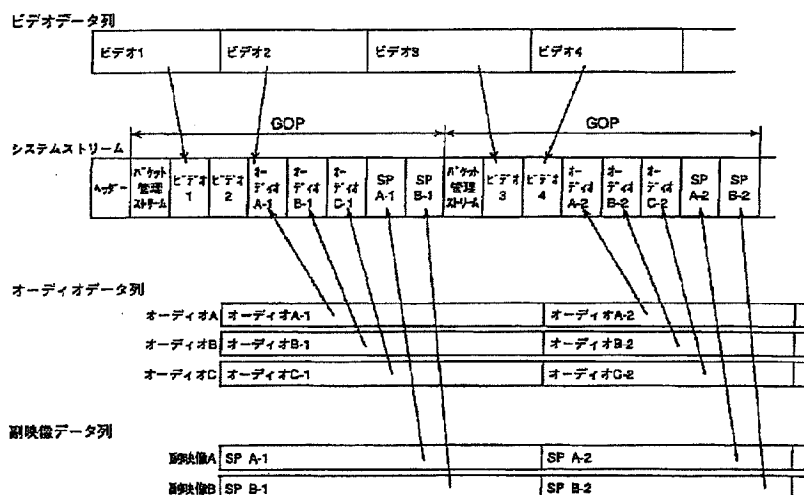 ビデオデータ列
ビデオ1 ビデオ2 ビデオ3 ビデオ4
GOP GOP
システムストリーム
ヘッダー パケット管理ストリーム ビデオ1 ビデオ2 オーディオA-1 オーディオB-1 オーディオC-1 SP A-1 SP B-1 パケット管理ストリーム ビデオ3 ビデオ4 オーディオA-2 オーディオB-2 オーディオC-2 SP A-2 SP B-2
オーディオデータ列
オーディオA オーディオA-1 オーディオA-2
オーディオB オーディオB-1 オーディオB-2
オーディオC オーディオC-1 オーディオC-2
副映像データ列
副映像A SP A-1 SP A-2
副映像B SP B-1 SP B-2